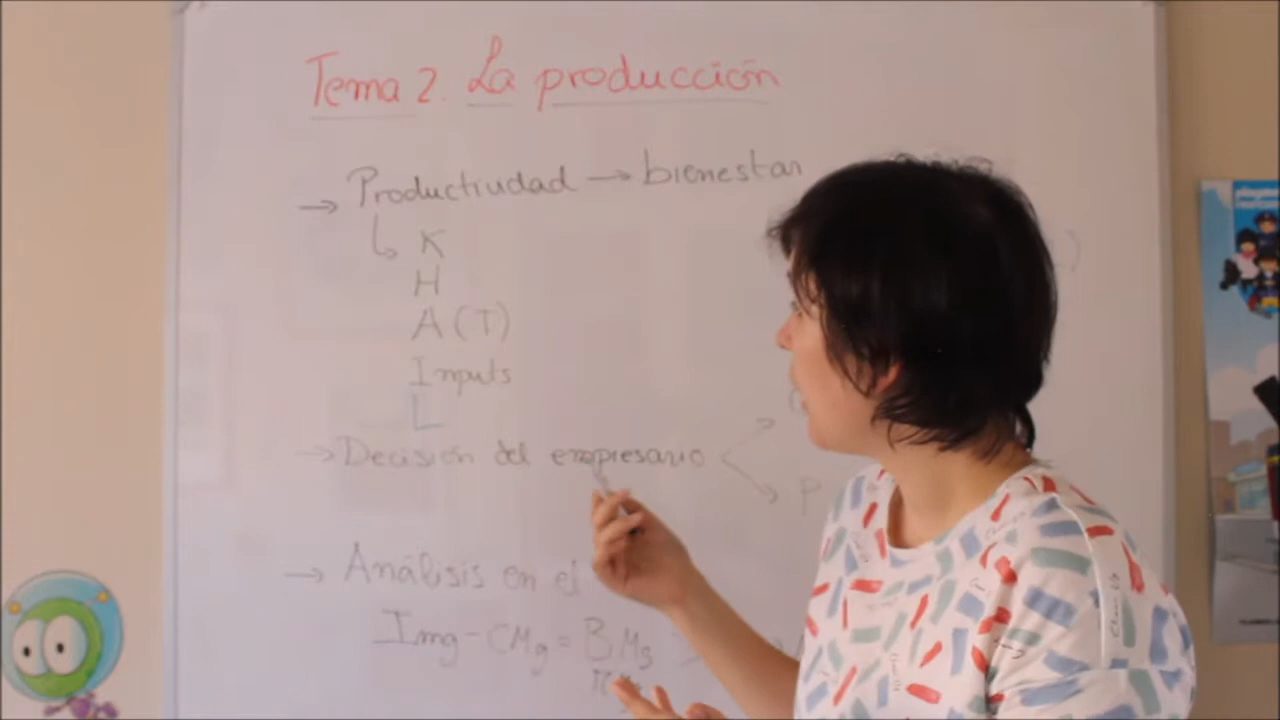 Tema 2. La producción
→ Productividad → bienestar
↳ K
H
A (T)
Inputs
L
→ Decisión del empresario
P
→ Análisis en el
Img - CMg = BMg